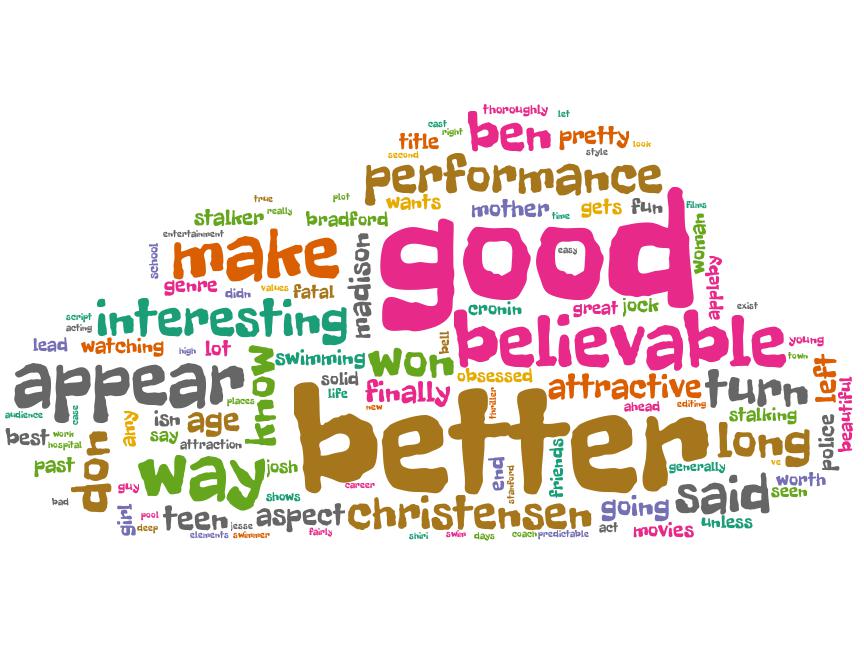 thoroughly let
cast right ben pretty look
title
second style
performance
true plot wants mother time gets fun films
stalker really bradford
entertainment good easy woman
school make madison appleby
genre didn values fatal
script interesting cronin great jock exist
acting
lead watching high lot believable young
know swimming won bell town
appear solid obsessed attractive turn left
places life finally thriller
audience case amy isn age new better ahead editing stalking beautiful
best work say attraction long police
hospital don
past way josh end friends generally ve worth
guy shows career stanford said seen
bad
girl pool teen jesse aspect christensen going unless
deep act movies
elements swimmer fairly shiri swim days coach predictable